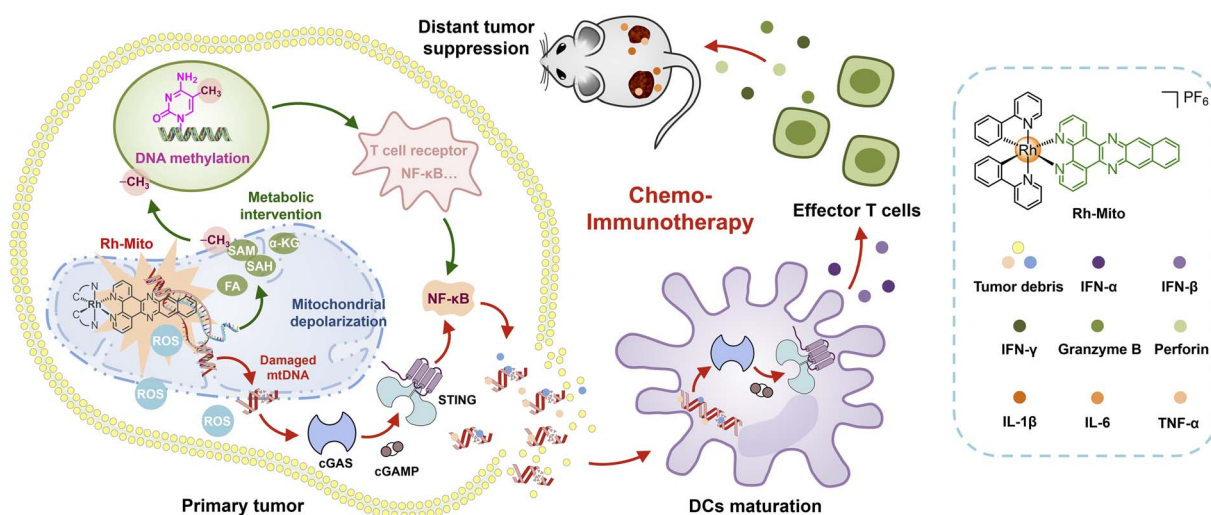 Distant tumor
suppression
NH₂
CH₃
N
O
N
DNA methylation
−CH₃
T cell receptor
NF-κB...
Metabolic
intervention
−CH₃
SAM
α-KG
SAH
FA
Rh-Mito
C
N
Rh
N
N
N
N
C
N
ROS
ROS
ROS
Mitochondrial
depolarization
Damaged
mtDNA
NF-κB
STING
cGAS
cGAMP
Primary tumor
Chemo-
Immunotherapy
Effector T cells
DCs maturation
PF₆
N
N
N
Rh
N
N
N
Rh-Mito
Tumor debris
IFN-α
IFN-β
IFN-γ
Granzyme B
Perforin
IL-1β
IL-6
TNF-α